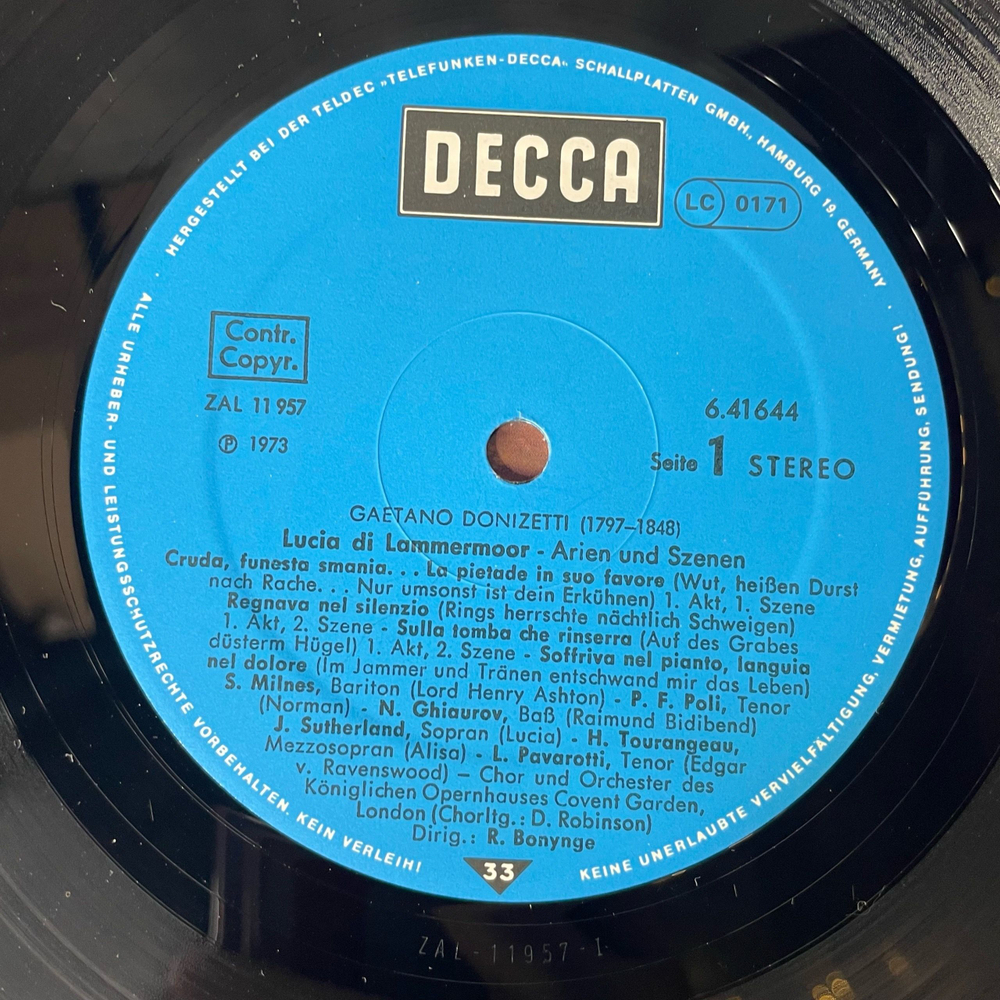 HERGESTELLT BEI DER TELDEC „TELEFUNKEN-DECCA“ SCHALLPLATTEN GMBH., HAMBURG 19, GERMANY ·
DECCA
LC 0171
Contr.
Copyr.
ZAL 11 957
℗ 1973
6.41644
Seite 1 STEREO
GAETANO DONIZETTI (1797–1848)
Lucia di Lammermoor - Arien und Szenen
Cruda, funesta smania. . . La pietade in suo favore (Wut, heißen Durst
nach Rache. . . Nur umsonst ist dein Erkühnen) 1. Akt, 1. Szene
Regnava nel silenzio (Rings herrschte nächtlich Schweigen)
1. Akt, 2. Szene - Sulla tomba che rinserra (Auf des Grabes
düsterm Hügel) 1. Akt, 2. Szene - Soffriva nel pianto, languia
nel dolore (Im Jammer und Tränen entschwand mir das Leben)
S. Milnes, Bariton (Lord Henry Ashton) - P. F. Poli, Tenor
(Norman) - N. Ghiaurov, Baß (Raimund Bidibend)
J. Sutherland, Sopran (Lucia) - H. Tourangeau,
Mezzosopran (Alisa) - L. Pavarotti, Tenor (Edgar
v. Ravenswood) – Chor und Orchester des
Königlichen Opernhauses Covent Garden,
London (Chorltg.: D. Robinson)
Dirig.: R. Bonynge
33
KEINE UNERLAUBTE VERVIELFÄLTIGUNG, VERMIETUNG, AUFFÜHRUNG, SENDUNG!
· ALLE URHEBER- UND LEISTUNGSSCHUTZRECHTE VORBEHALTEN. KEIN VERLEIH!
ZAL-11957-1